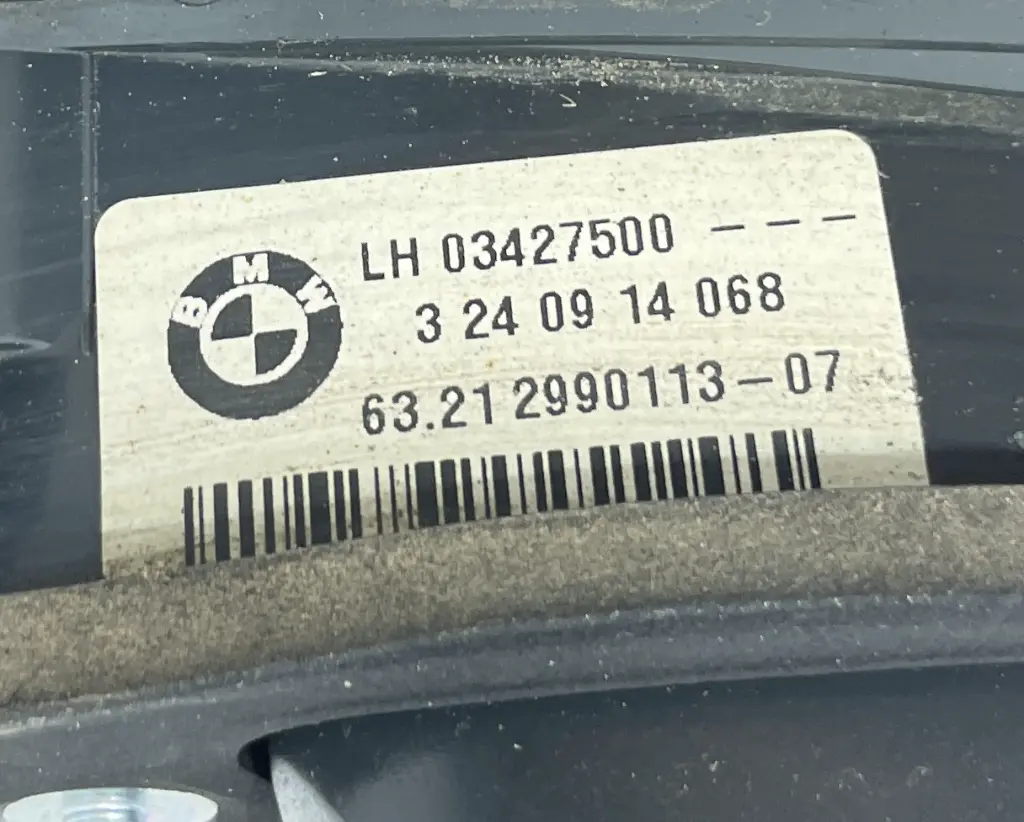 BMW
LH 03427500 ---
3 24 09 14 068
63.21 2990113-07